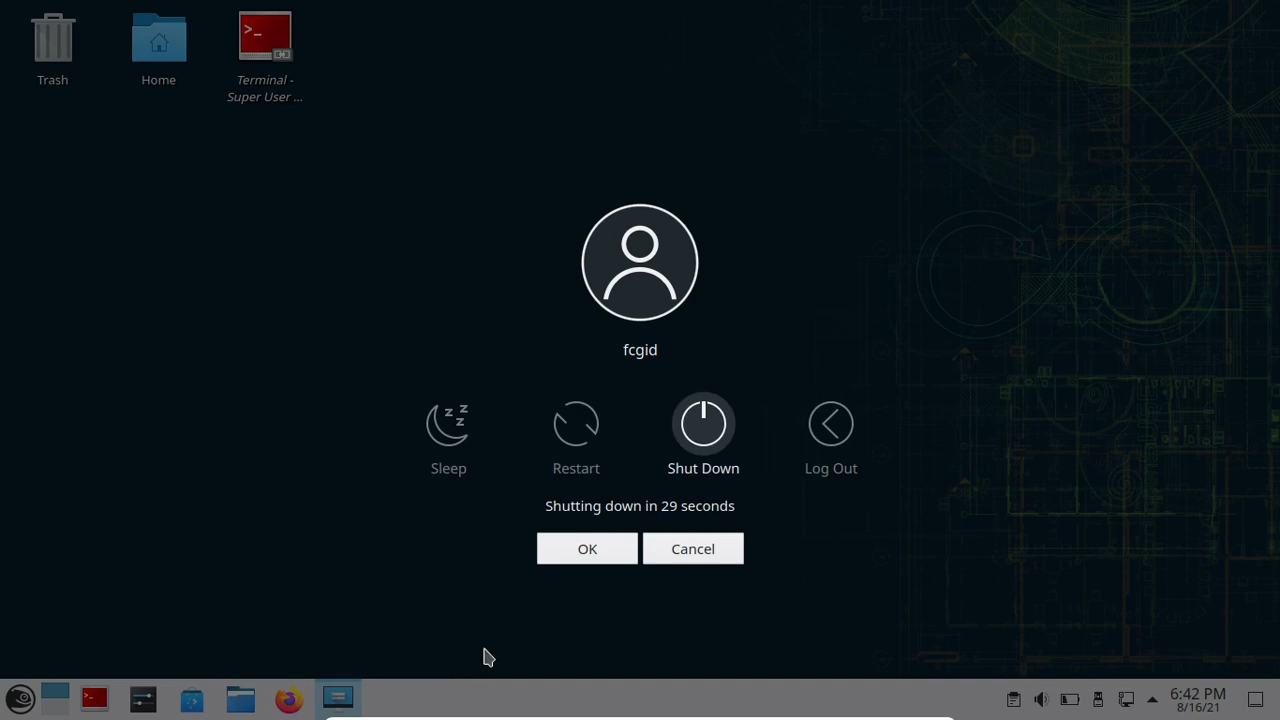 Trash
Home
Terminal -
Super User ...
fcgid
Sleep
Restart
Shut Down
Log Out
Shutting down in 29 seconds
OK
Cancel
6:42 PM
8/16/21